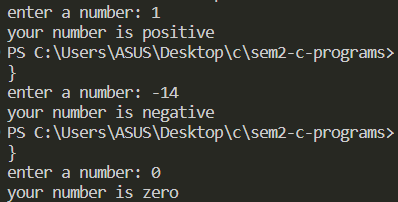 enter a number: 1
your number is positive
PS C:\Users\ASUS\Desktop\c\sem2-c-programs>
}
enter a number: -14
your number is negative
PS C:\Users\ASUS\Desktop\c\sem2-c-programs>
}
enter a number: 0
your number is zero